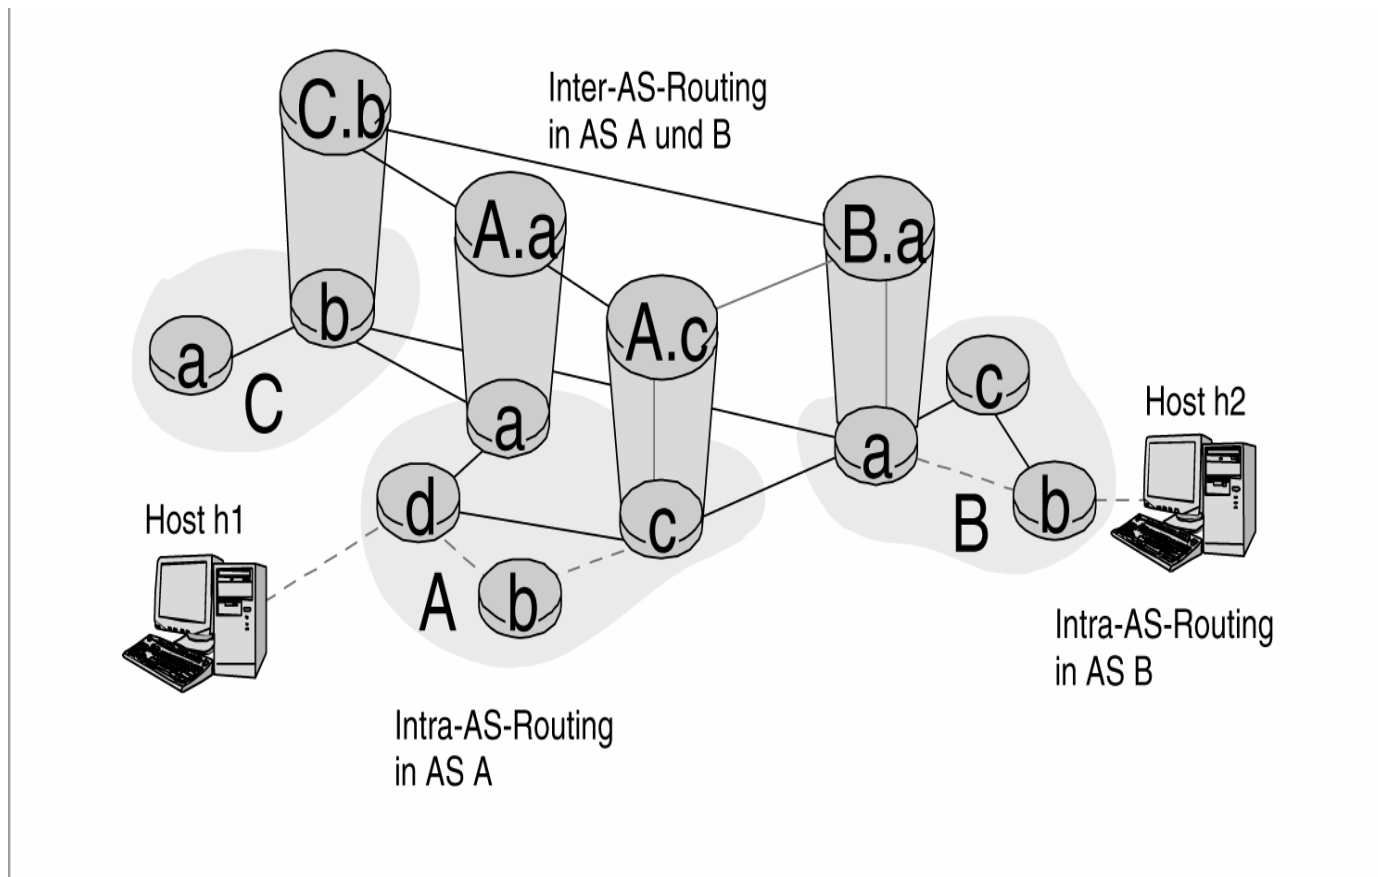 Inter-AS-Routing
in AS A und B
C.b
A.a
B.a
A.c
b
a
C
a
c
a
Host h2
d
c
B
b
Host h1
A
b
Intra-AS-Routing
in AS B
Intra-AS-Routing
in AS A